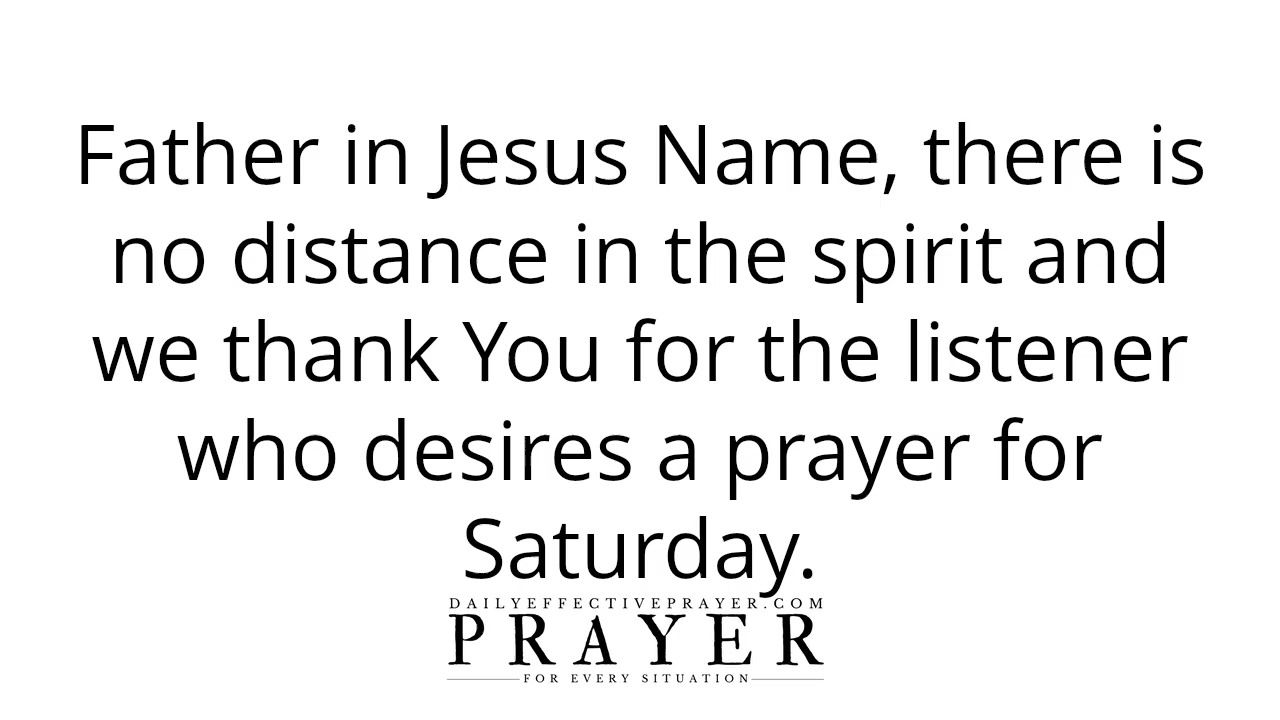 Father in Jesus Name, there is
no distance in the spirit and
we thank You for the listener
who desires a prayer for
Saturday.
DAILYEFFECTIVEPRAYER.COM
PRAYER
FOR EVERY SITUATION